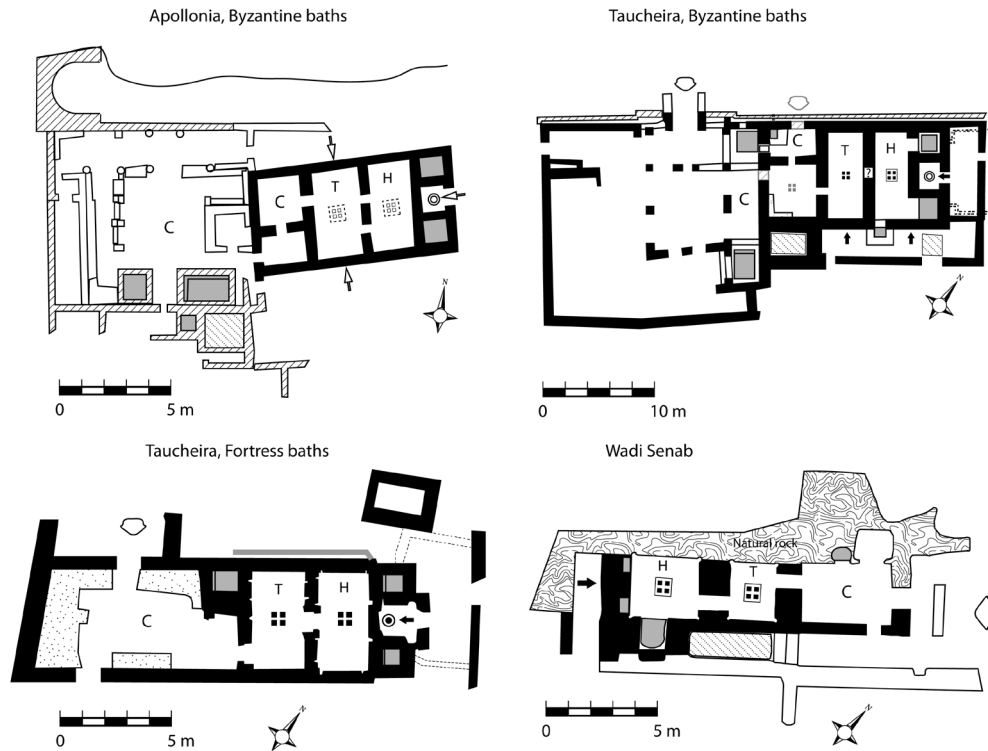 Apollonia, Byzantine baths
C
C
T
H
N
0 5 m
Taucheira, Byzantine baths
C
T
H
?
C
N
0 10 m
Taucheira, Fortress baths
C
T
H
N
0 5 m
Wadi Senab
Natural rock
H
T
C
N
0 5 m